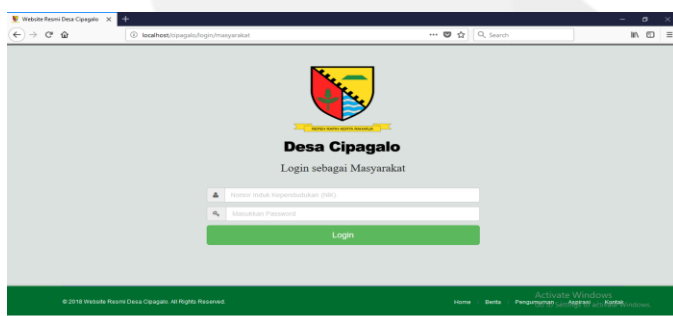 Website Resmi Desa Cipagalo
localhost/cipagalo/login/masyarakat
Search
Desa Cipagalo
Login sebagai Masyarakat
Nomor Induk Kependudukan (NIK)
Masukkan Password
Login
Activate Windows
© 2018 Website Resmi Desa Cipagalo. All Rights Reserved.
Home Berita Pengumuman Aspirasi Kontak